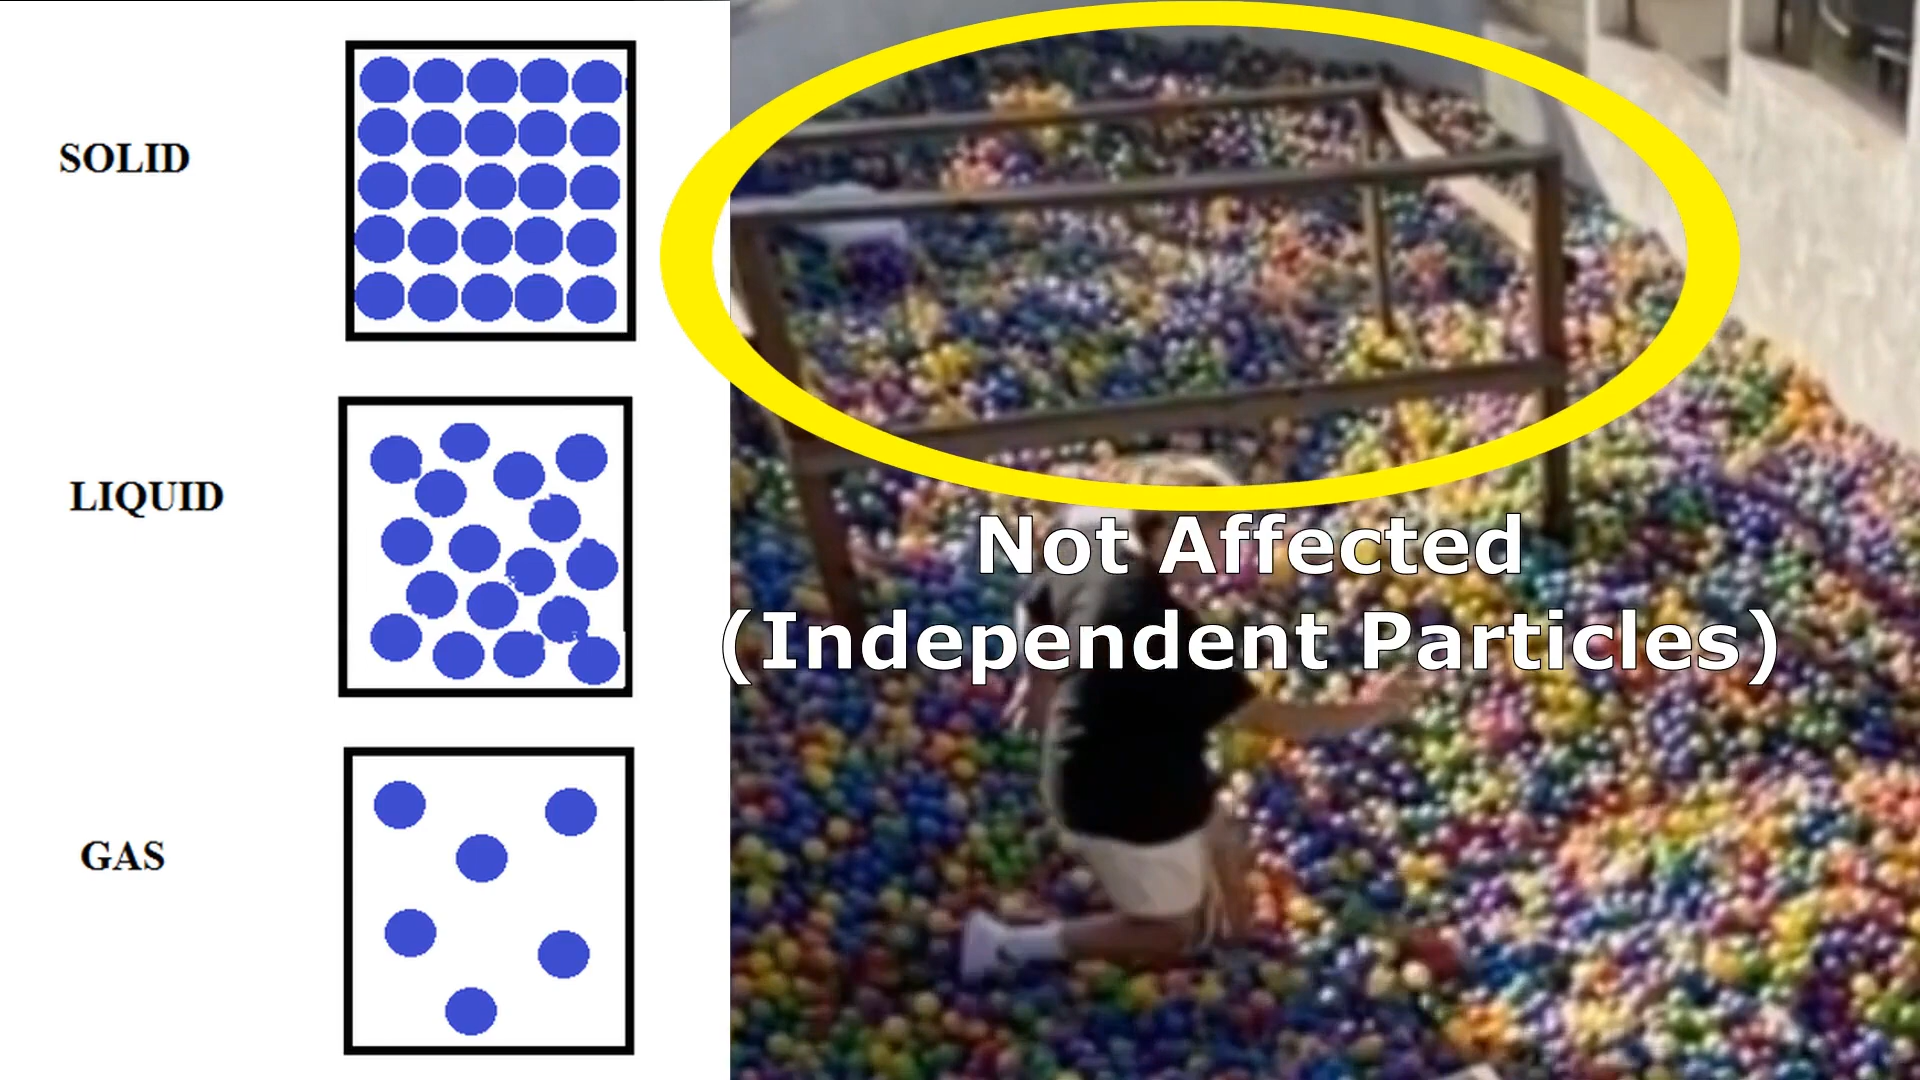 SOLID
LIQUID
GAS
Not Affected
(Independent Particles)